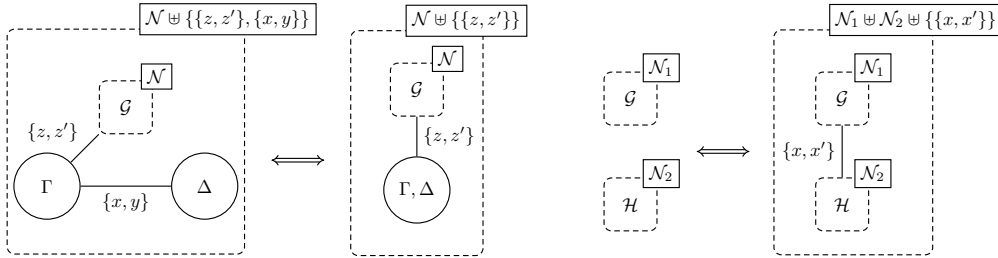 𝒩 ⊎ {{z, z′}, {x, y}}
𝒩
𝒢
{z, z′}
Γ
{x, y}
Δ
⟺
𝒩 ⊎ {{z, z′}}
𝒩
𝒢
{z, z′}
Γ, Δ
𝒩₁
𝒢
𝒩₂
ℋ
⟺
𝒩₁ ⊎ 𝒩₂ ⊎ {{x, x′}}
𝒩₁
𝒢
{x, x′}
𝒩₂
ℋ